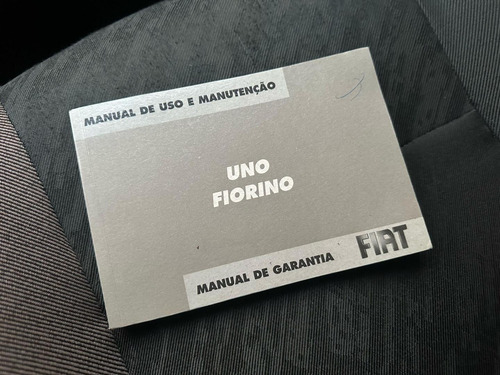 MANUAL DE USO E MANUTENÇÃO
UNO
FIORINO
MANUAL DE GARANTIA
FIAT